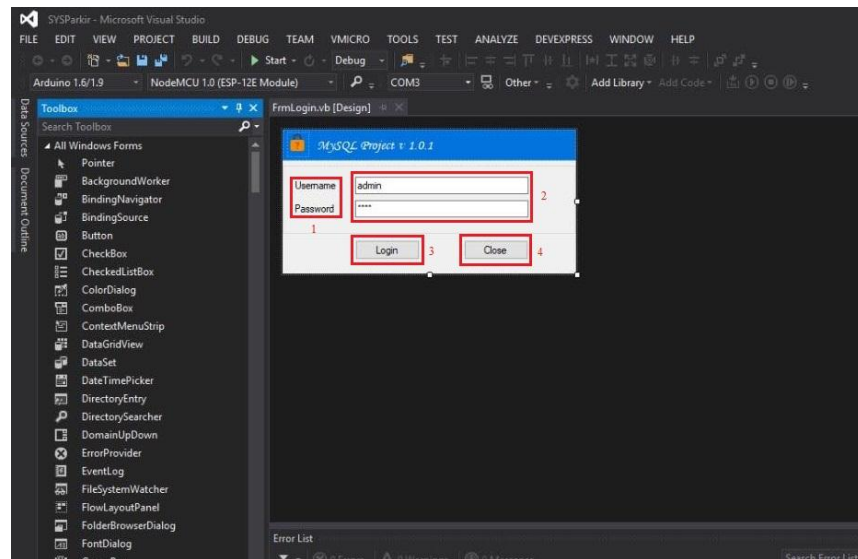 SYSParkir - Microsoft Visual Studio
FILE EDIT VIEW PROJECT BUILD DEBUG TEAM VMICRO TOOLS TEST ANALYZE DEVEXPRESS WINDOW HELP
Start Debug
Arduino 1.6/1.9 NodeMCU 1.0 (ESP-12E Module) COM3 Other Add Library Add Code
Data Sources
Document Outline
Toolbox
Search Toolbox
All Windows Forms
Pointer
BackgroundWorker
BindingNavigator
BindingSource
Button
CheckBox
CheckedListBox
ColorDialog
ComboBox
ContextMenuStrip
DataGridView
DataSet
DateTimePicker
DirectoryEntry
DirectorySearcher
DomainUpDown
ErrorProvider
EventLog
FileSystemWatcher
FlowLayoutPanel
FolderBrowserDialog
FontDialog
FrmLogin.vb [Design]
MySQL Project v 1.0.1
Username admin
Password ****
1
2
Login 3
Close 4
Error List
Search Error List